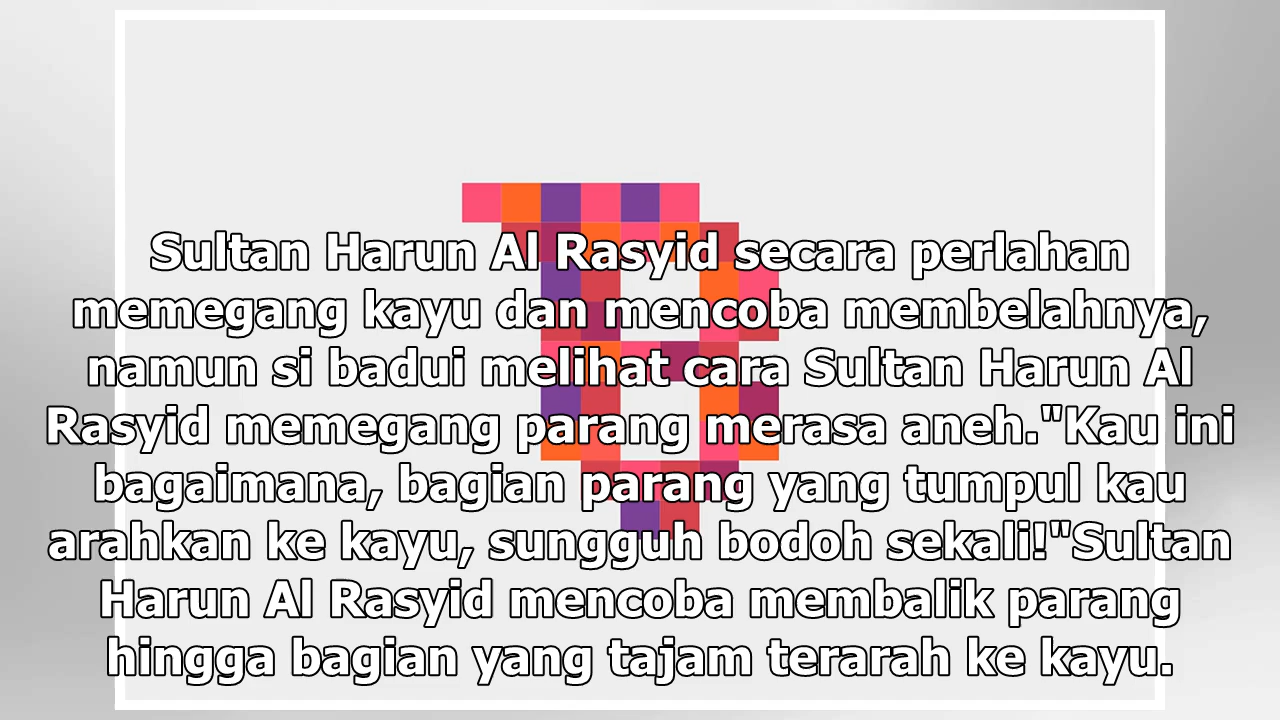 Sultan Harun Al Rasyid secara perlahan
memegang kayu dan mencoba membelahnya,
namun si badui melihat cara Sultan Harun Al
Rasyid memegang parang merasa aneh."Kau ini
bagaimana, bagian parang yang tumpul kau
arahkan ke kayu, sungguh bodoh sekali!"Sultan
Harun Al Rasyid mencoba membalik parang
hingga bagian yang tajam terarah ke kayu.